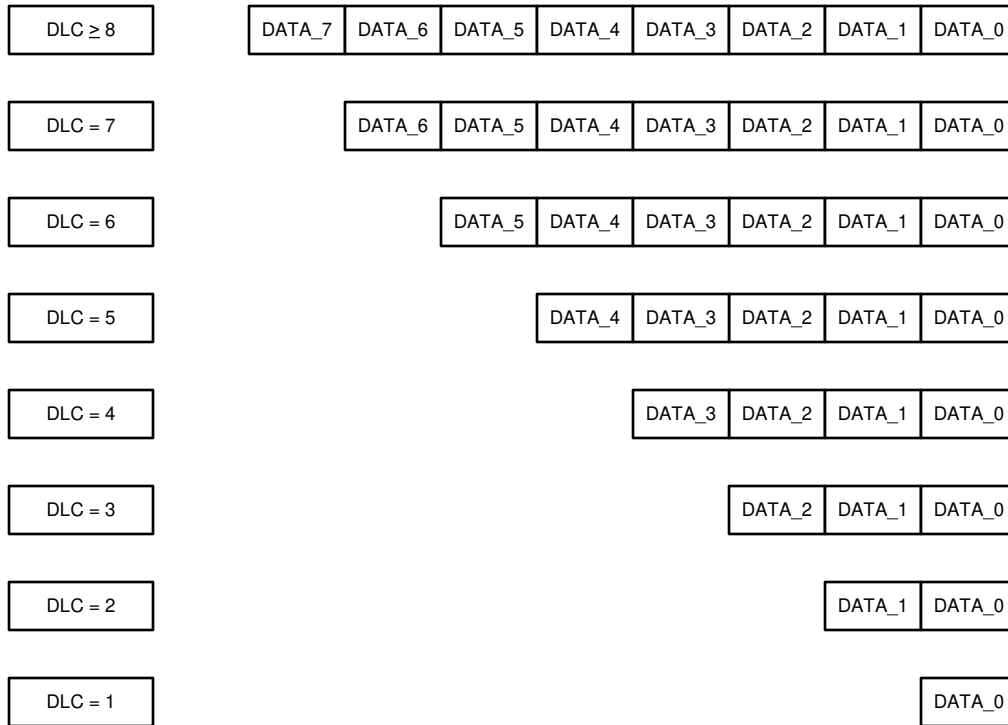 DLC ≥ 8 DATA_7 DATA_6 DATA_5 DATA_4 DATA_3 DATA_2 DATA_1 DATA_0
DLC = 7 DATA_6 DATA_5 DATA_4 DATA_3 DATA_2 DATA_1 DATA_0
DLC = 6 DATA_5 DATA_4 DATA_3 DATA_2 DATA_1 DATA_0
DLC = 5 DATA_4 DATA_3 DATA_2 DATA_1 DATA_0
DLC = 4 DATA_3 DATA_2 DATA_1 DATA_0
DLC = 3 DATA_2 DATA_1 DATA_0
DLC = 2 DATA_1 DATA_0
DLC = 1 DATA_0